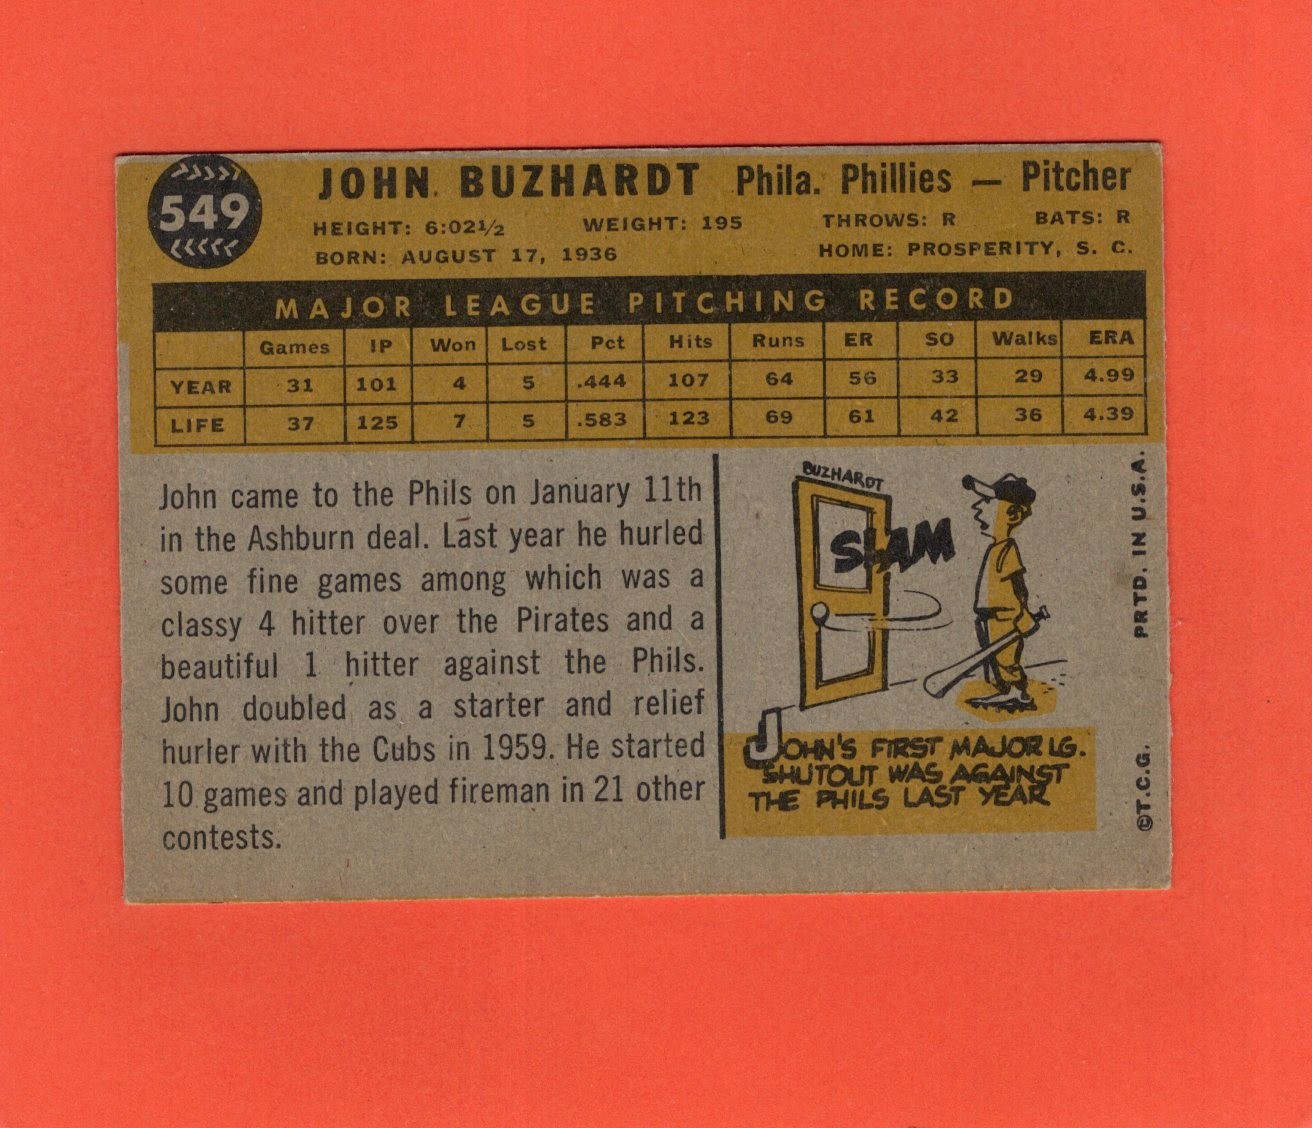 549
JOHN BUZHARDT Phila. Phillies — Pitcher
HEIGHT: 6:02½ WEIGHT: 195 THROWS: R BATS: R
BORN: AUGUST 17, 1936 HOME: PROSPERITY, S. C.
MAJOR LEAGUE PITCHING RECORD
Games IP Won Lost Pct Hits Runs ER SO Walks ERA
YEAR 31 101 4 5 .444 107 64 56 33 29 4.99
LIFE 37 125 7 5 .583 123 69 61 42 36 4.39
John came to the Phils on January 11th
in the Ashburn deal. Last year he hurled
some fine games among which was a
classy 4 hitter over the Pirates and a
beautiful 1 hitter against the Phils.
John doubled as a starter and relief
hurler with the Cubs in 1959. He started
10 games and played fireman in 21 other
contests.
BUZHARDT
SLAM
JOHN'S FIRST MAJOR LG.
SHUTOUT WAS AGAINST
THE PHILS LAST YEAR
©T.C.G. PRTD. IN U.S.A.